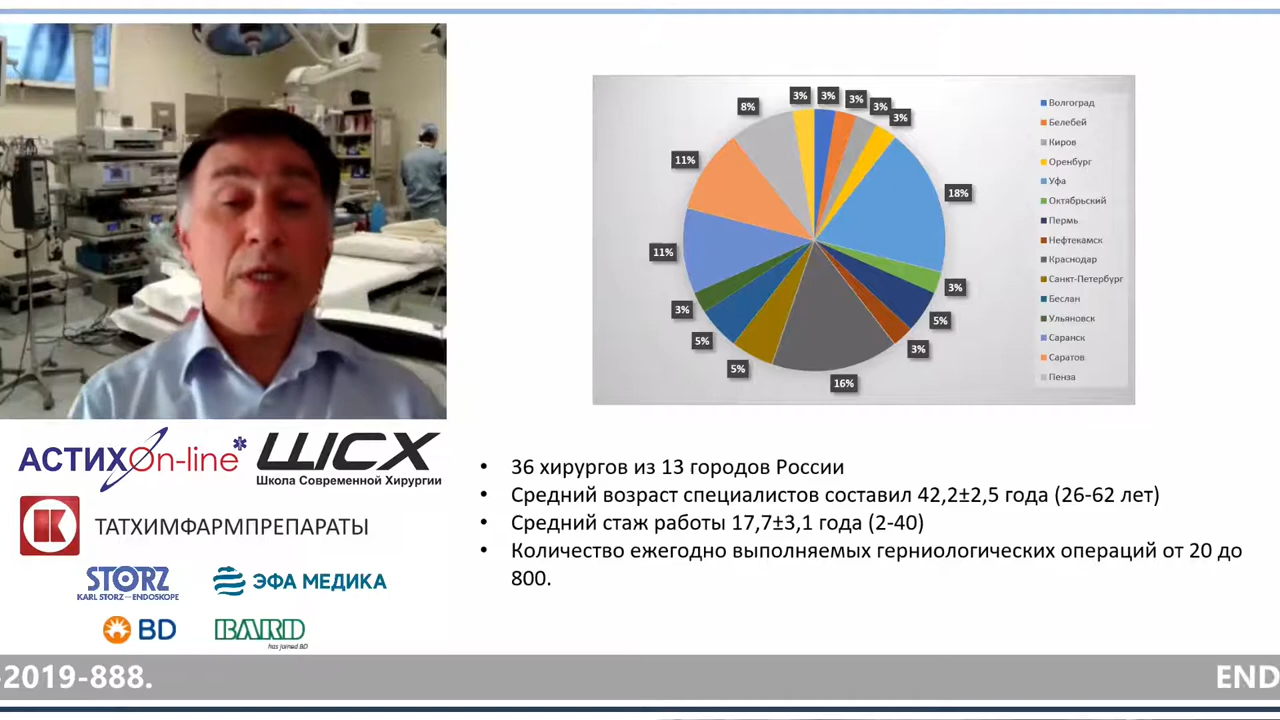 3%
3%
3%
3%
3%
8%
11%
18%
11%
3%
3%
5%
5%
3%
5%
16%
Волгоград
Белебей
Киров
Оренбург
Уфа
Октябрьский
Пермь
Нефтекамск
Краснодар
Санкт-Петербург
Беслан
Ульяновск
Саранск
Саратов
Пенза
АСТИХOn-line*
ШСХ
Школа Современной Хирургии
ТАТХИМФАРМПРЕПАРАТЫ
STORZ
KARL STORZ—ENDOSKOPE
ЭФА МЕДИКА
BD
BARD
has joined BD
• 36 хирургов из 13 городов России
• Средний возраст специалистов составил 42,2±2,5 года (26-62 лет)
• Средний стаж работы 17,7±3,1 года (2-40)
• Количество ежегодно выполняемых герниологических операций от 20 до
800.
-2019-888.
END